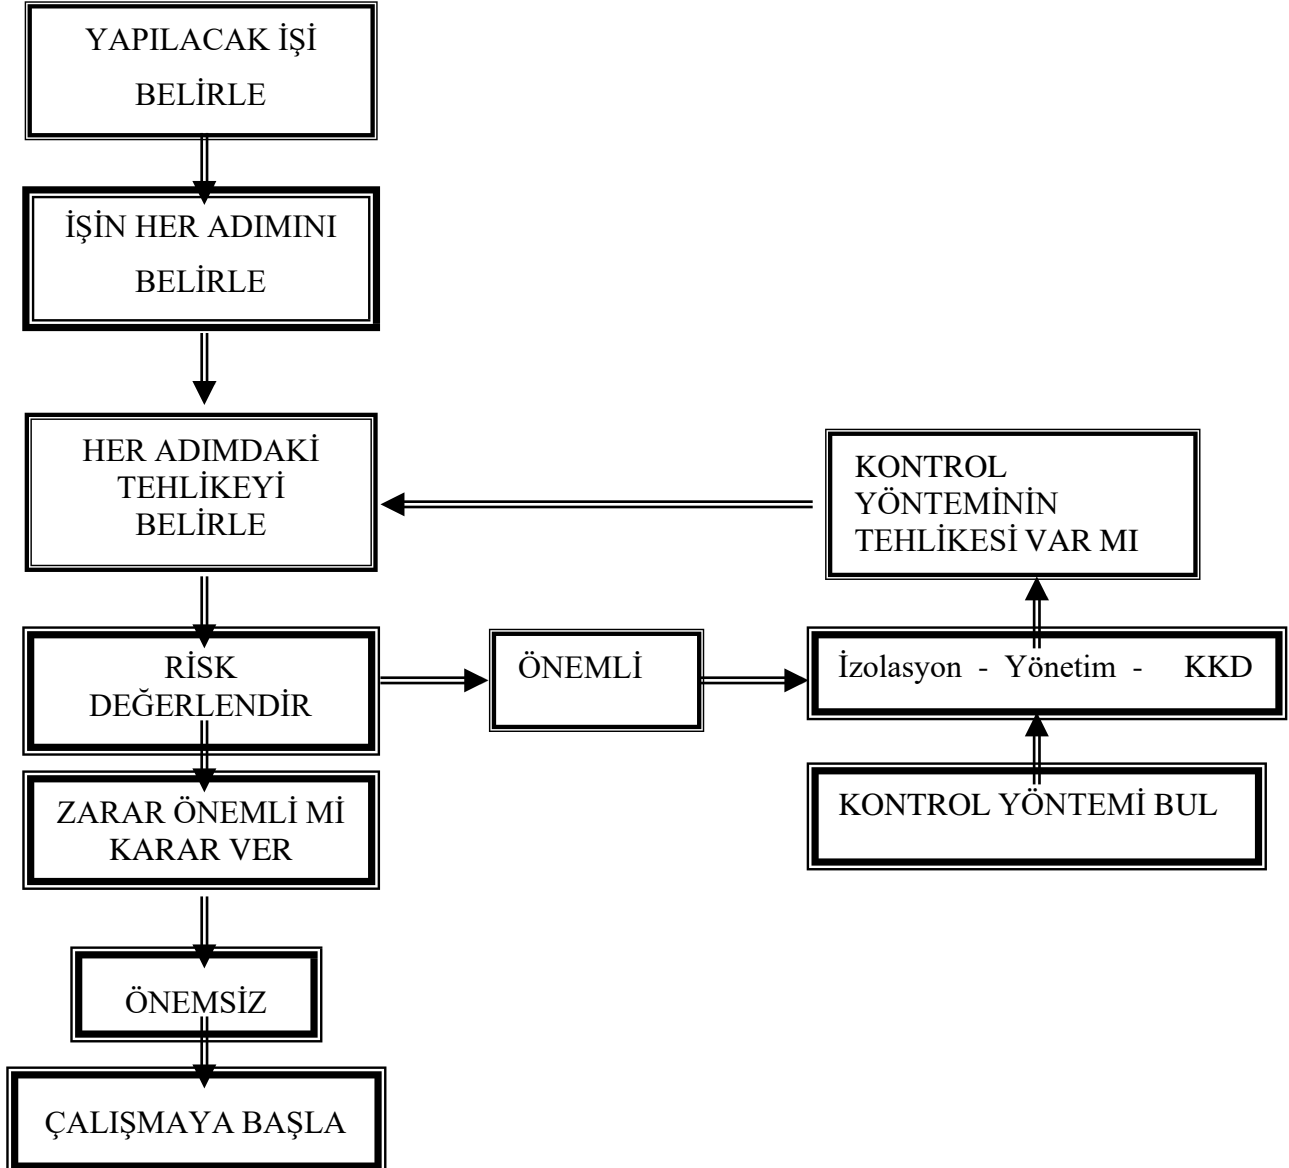 YAPILACAK İŞİ
BELİRLE
İŞİN HER ADIMINI
BELİRLE
HER ADIMDAKİ
TEHLİKEYİ
BELİRLE
KONTROL
YÖNTEMİNİN
TEHLİKESİ VAR MI
RİSK
DEĞERLENDİR
ÖNEMLİ
İzolasyon - Yönetim - KKD
ZARAR ÖNEMLİ Mİ
KARAR VER
KONTROL YÖNTEMİ BUL
ÖNEMSİZ
ÇALIŞMAYA BAŞLA